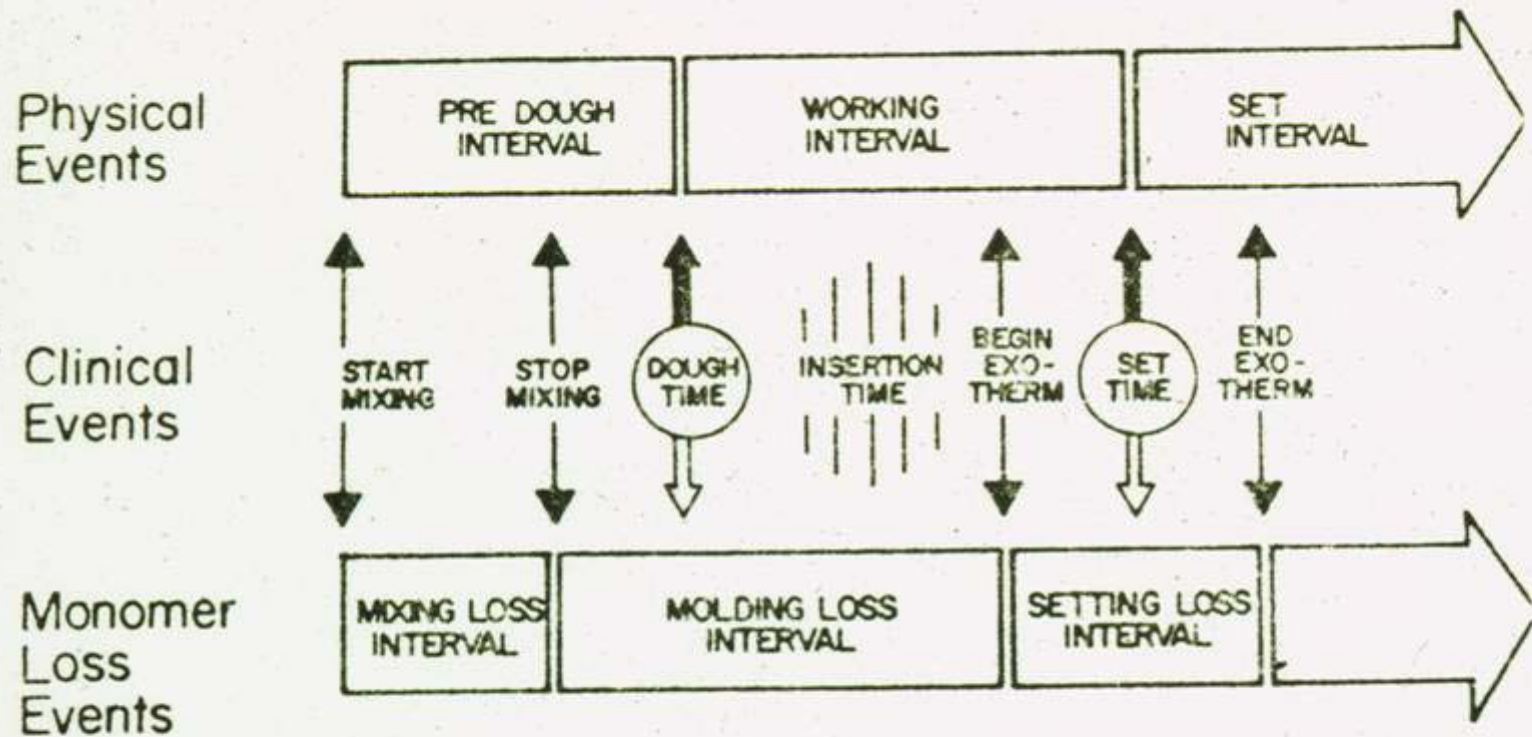 Physical
Events
PRE DOUGH
INTERVAL
WORKING
INTERVAL
SET
INTERVAL
Clinical
Events
START
MIXING
STOP
MIXING
DOUGH
TIME
INSERTION
TIME
BEGIN
EXO-
THERM
SET
TIME
END
EXO-
THERM
Monomer
Loss
Events
MIXING LOSS
INTERVAL
MOLDING LOSS
INTERVAL
SETTING LOSS
INTERVAL